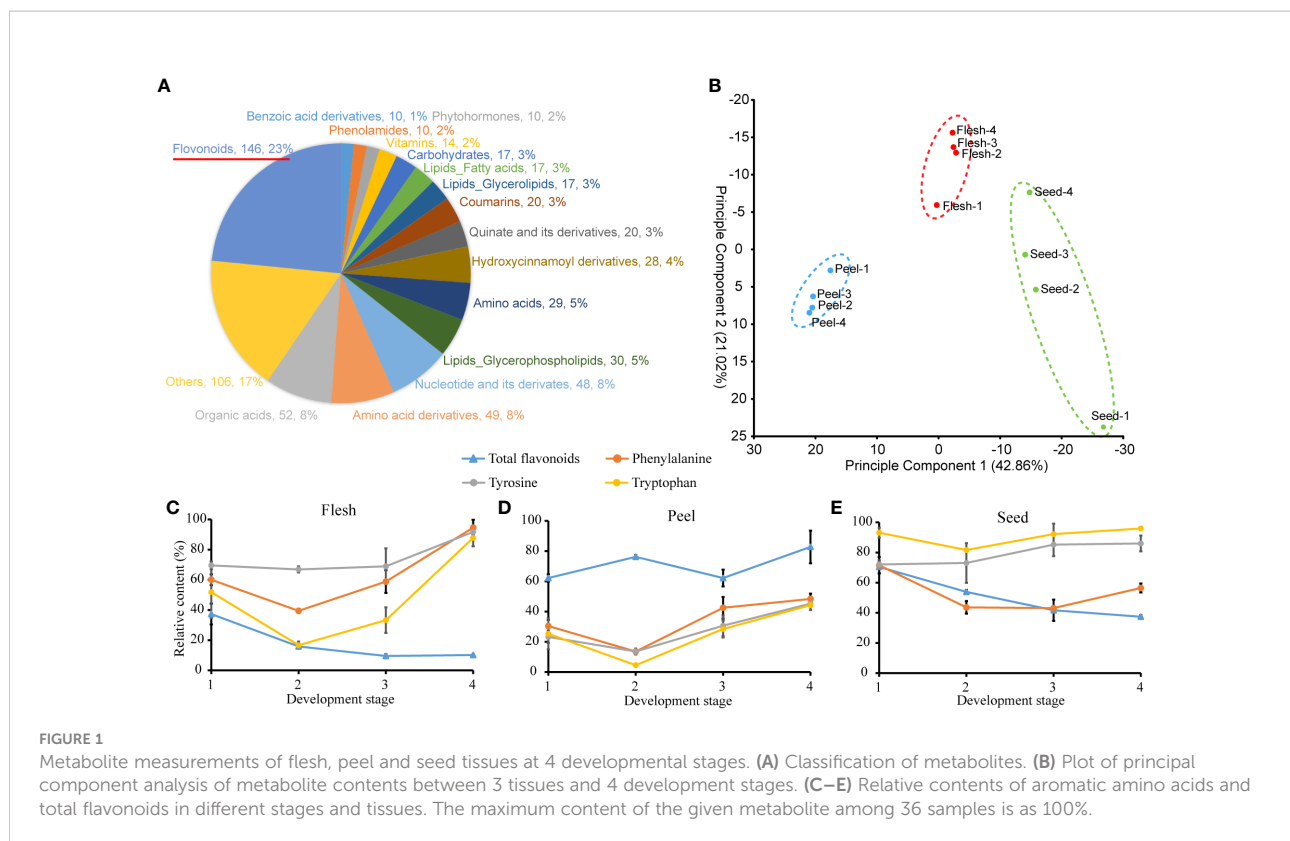 A
Benzoic acid derivatives, 10, 1%
Phytohormones, 10, 2%
Phenolamides, 10, 2%
Vitamins, 14, 2%
Flovonoids, 146, 23%
Carbohydrates, 17, 3%
Lipids_Fatty acids, 17, 3%
Lipids_Glycerolipids, 17, 3%
Coumarins, 20, 3%
Quinate and its derivatives, 20, 3%
Hydroxycinnamoyl derivatives, 28, 4%
Amino acids, 29, 5%
Lipids_Glycerophospholipids, 30, 5%
Nucleotide and its derivates, 48, 8%
Amino acid derivatives, 49, 8%
Organic acids, 52, 8%
Others, 106, 17%
B
-20
-15
-10
-5
0
5
10
15
20
25
Principle Component 2 (21.02%)
Flesh-4
Flesh-3
Flesh-2
Flesh-1
Seed-4
Seed-3
Seed-2
Seed-1
Peel-1
Peel-3
Peel-2
Peel-4
30 20 10 0 -10 -20 -30
Principle Component 1 (42.86%)
Total flavonoids
Phenylalanine
Tyrosine
Tryptophan
C
Flesh
Relative content (%)
100
80
60
40
20
0
1 2 3 4
Development stage
D
Peel
100
80
60
40
20
0
1 2 3 4
Development stage
E
Seed
100
80
60
40
20
0
1 2 3 4
Development stage
FIGURE 1
Metabolite measurements of flesh, peel and seed tissues at 4 developmental stages. (A) Classification of metabolites. (B) Plot of principal
component analysis of metabolite contents between 3 tissues and 4 development stages. (C–E) Relative contents of aromatic amino acids and
total flavonoids in different stages and tissues. The maximum content of the given metabolite among 36 samples is as 100%.